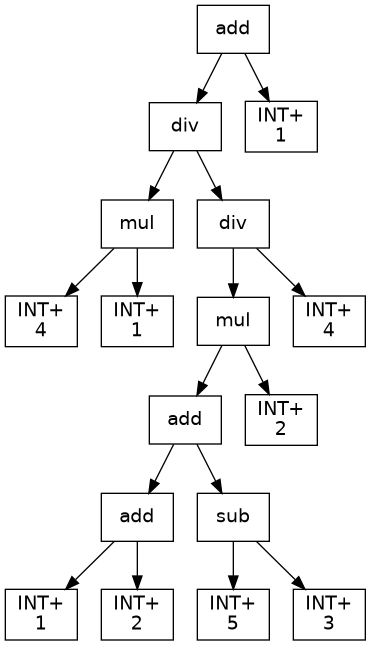 add
div
INT+
1
mul
div
INT+
4
INT+
1
mul
INT+
4
add
INT+
2
add
sub
INT+
1
INT+
2
INT+
5
INT+
3